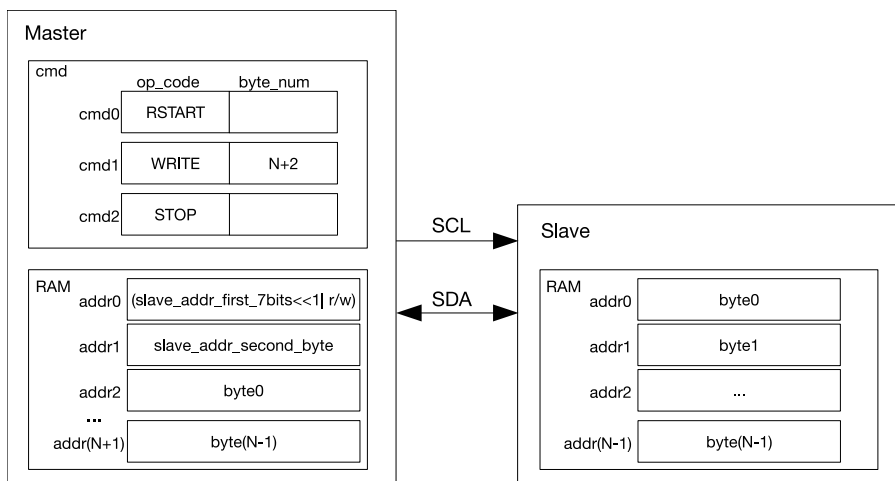 Master
cmd
op_code byte_num
cmd0 RSTART
cmd1 WRITE N+2
cmd2 STOP
RAM
addr0 (slave_addr_first_7bits<<1| r/w)
addr1 slave_addr_second_byte
addr2 byte0
...
addr(N+1) byte(N-1)
SCL
SDA
Slave
RAM
addr0 byte0
addr1 byte1
addr2 ...
addr(N-1) byte(N-1)